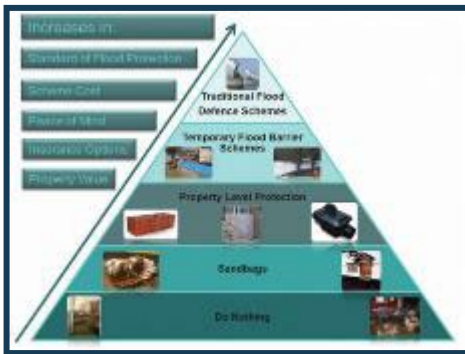 Increases in:
Standard of Flood Protection
Scheme Cost
Peace of Mind
Insurance Options
Property Value
Traditional Flood
Defence Schemes
Temporary Flood Barrier
Schemes
Property Level Protection
Sandbags
Do Nothing